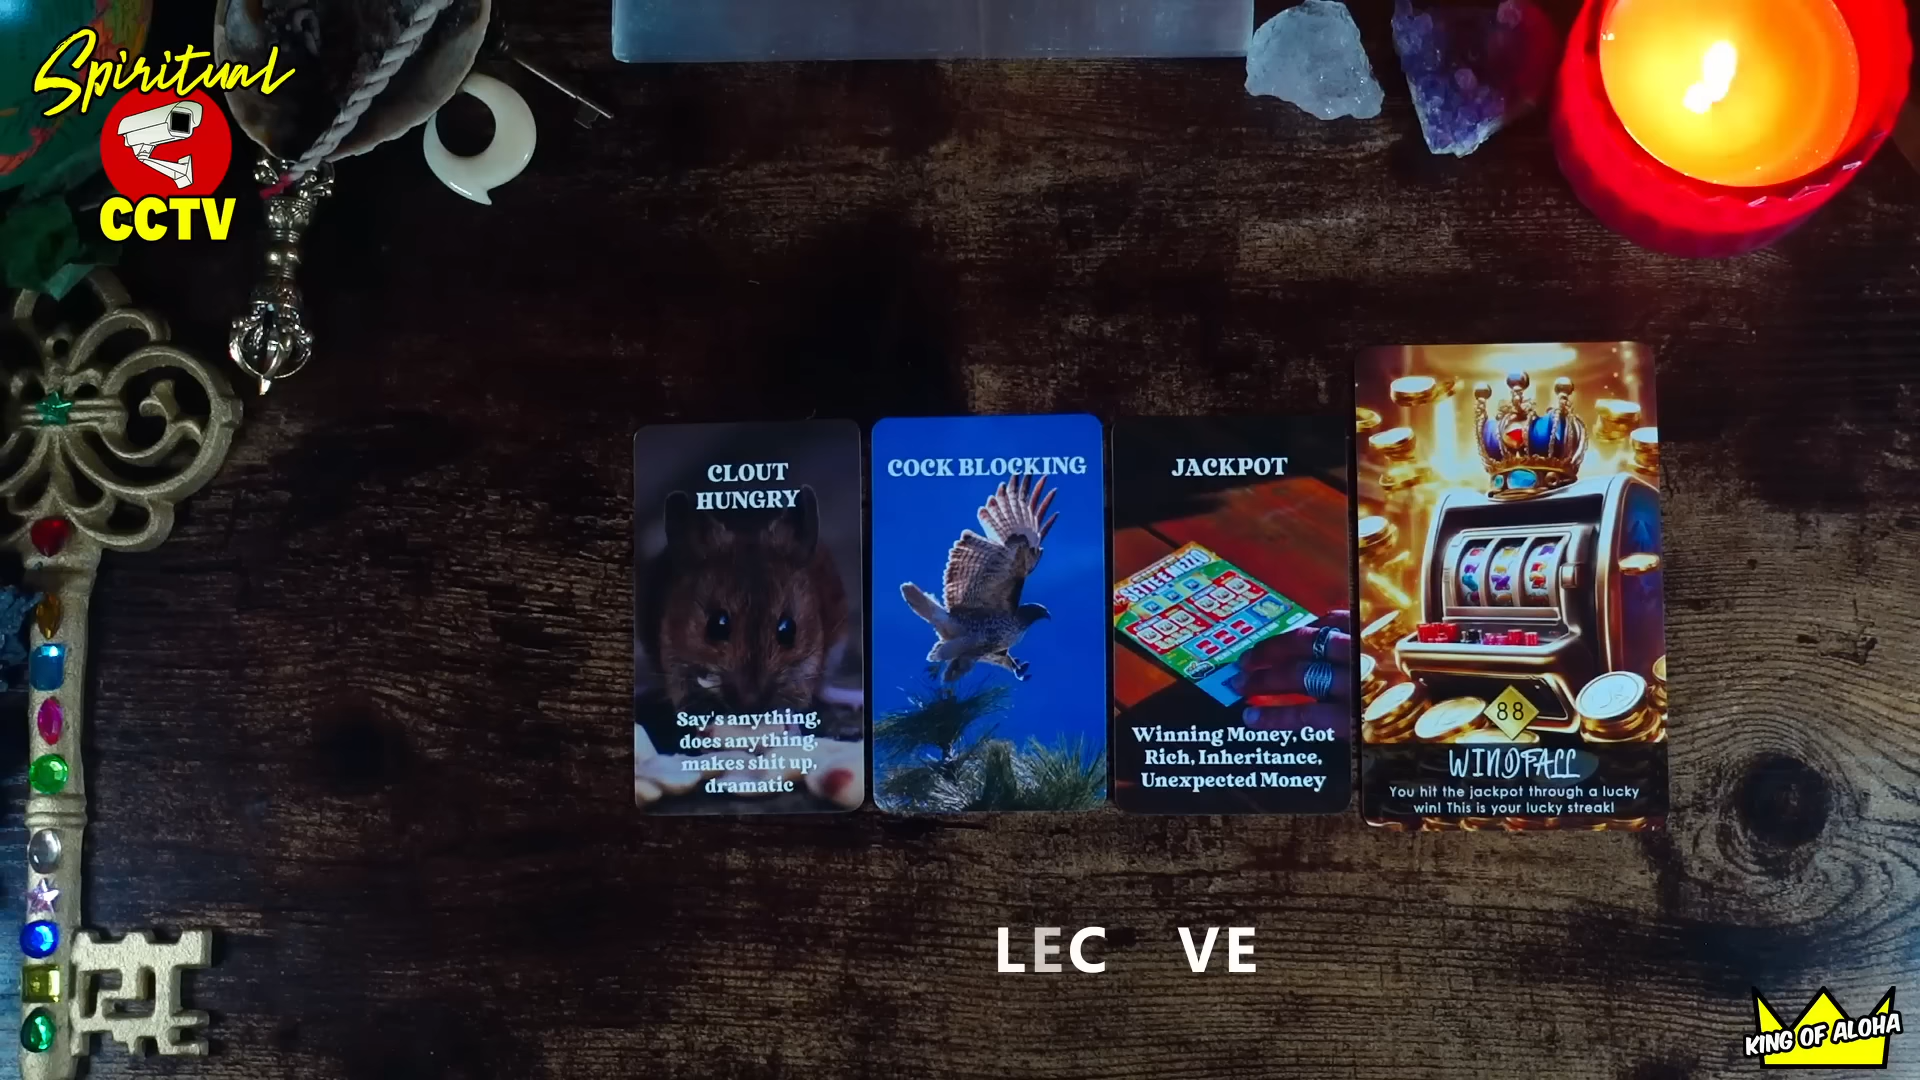 Spiritual
CCTV
CLOUT
HUNGRY
Say's anything,
does anything,
makes shit up,
dramatic
COCK BLOCKING
JACKPOT
SETTE E MEZZO
Winning Money, Got
Rich, Inheritance,
Unexpected Money
88
WINDFALL
You hit the jackpot through a lucky
win! This is your lucky streak!
LEC VE
KING OF ALOHA